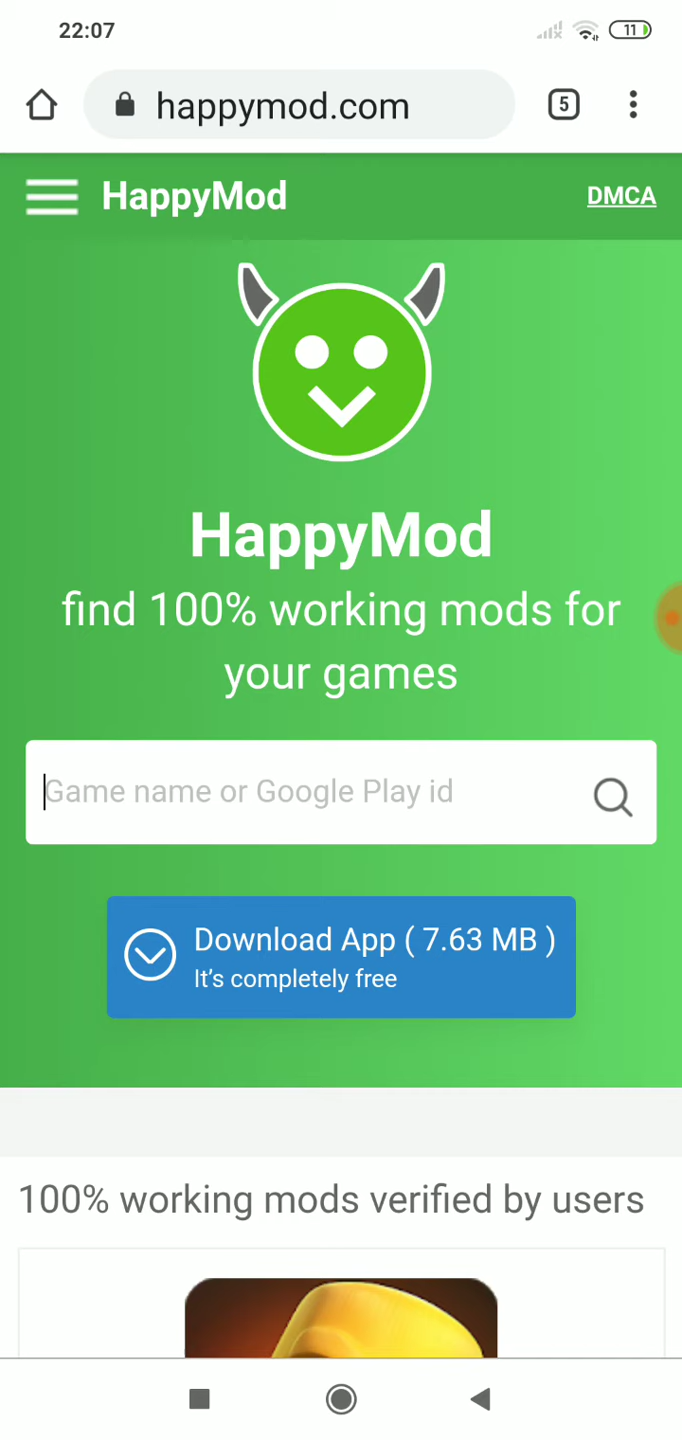 22:07
11
happymod.com
5
HappyMod
DMCA
HappyMod
find 100% working mods for
your games
Game name or Google Play id
Download App ( 7.63 MB )
It's completely free
100% working mods verified by users